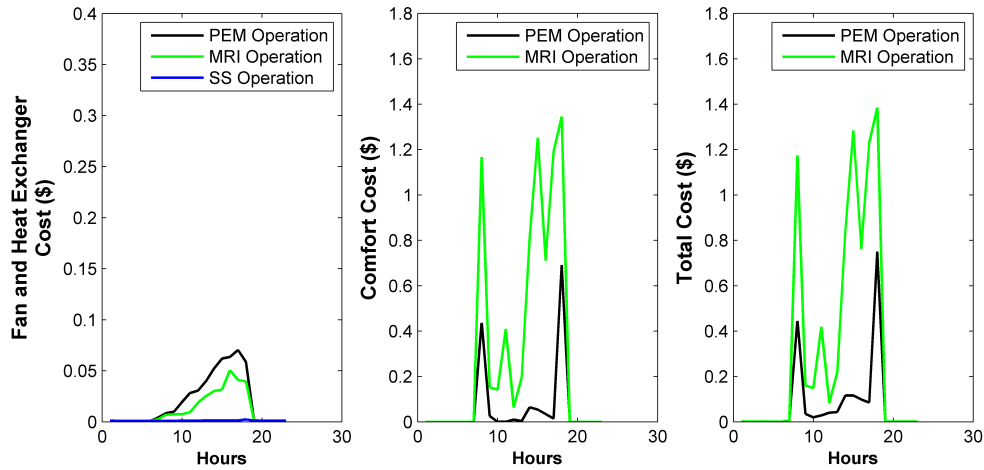 Fan and Heat Exchanger
Cost ($)
0.4
0.35
0.3
0.25
0.2
0.15
0.1
0.05
0
0
10
20
30
Hours
PEM Operation
MRI Operation
SS Operation
Comfort Cost ($)
1.8
1.6
1.4
1.2
1
0.8
0.6
0.4
0.2
0
0
10
20
30
Hours
PEM Operation
MRI Operation
Total Cost ($)
1.8
1.6
1.4
1.2
1
0.8
0.6
0.4
0.2
0
0
10
20
30
Hours
PEM Operation
MRI Operation